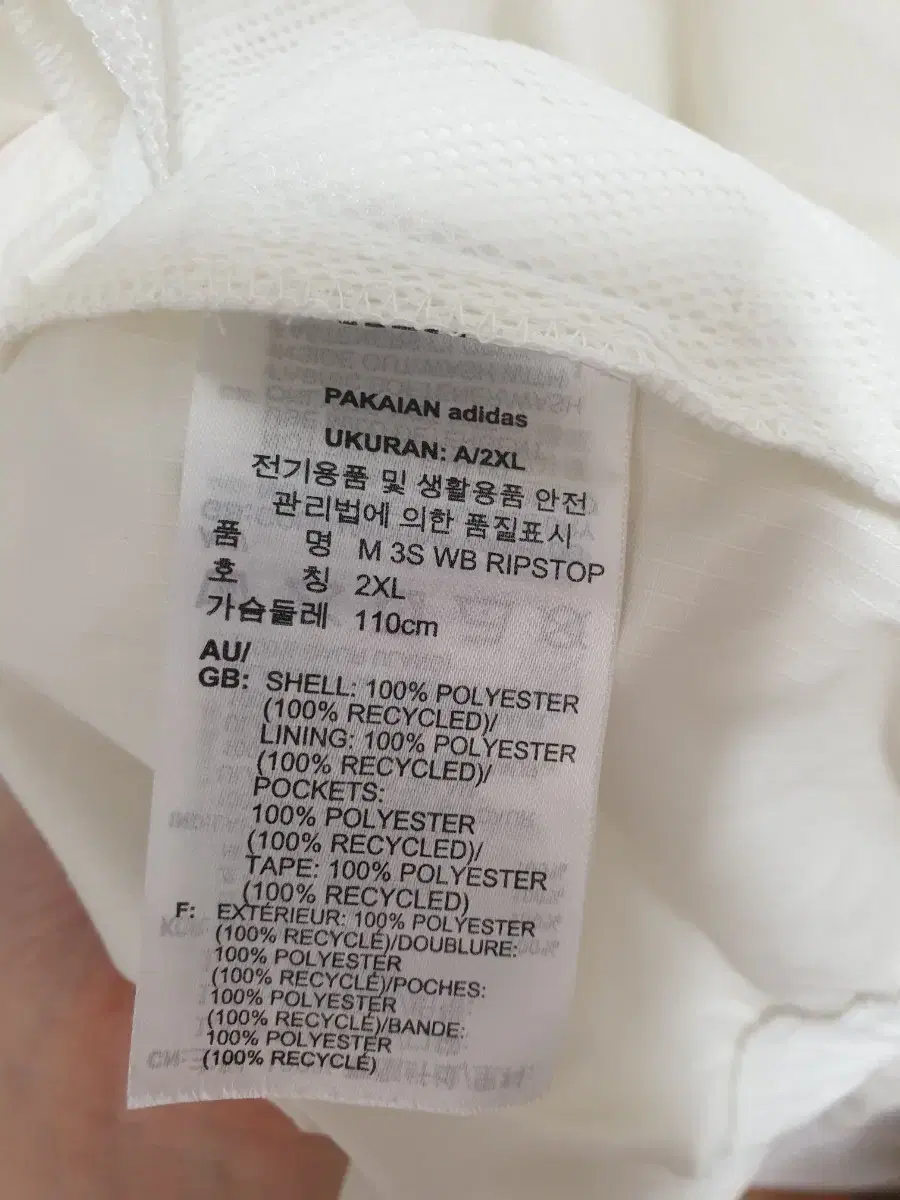 PAKAIAN adidas
UKURAN: A/2XL
전기용품 및 생활용품 안전
관리법에 의한 품질표시
품 명 M 3S WB RIPSTOP
호 칭 2XL
가슴둘레 110cm
AU/
GB: SHELL: 100% POLYESTER
(100% RECYCLED)/
LINING: 100% POLYESTER
(100% RECYCLED)/
POCKETS:
100% POLYESTER
(100% RECYCLED)/
TAPE: 100% POLYESTER
(100% RECYCLED)
F: EXTÉRIEUR: 100% POLYESTER
(100% RECYCLÉ)/DOUBLURE:
100% POLYESTER
(100% RECYCLÉ)/POCHES:
100% POLYESTER
(100% RECYCLÉ)/BANDE:
100% POLYESTER
(100% RECYCLÉ)